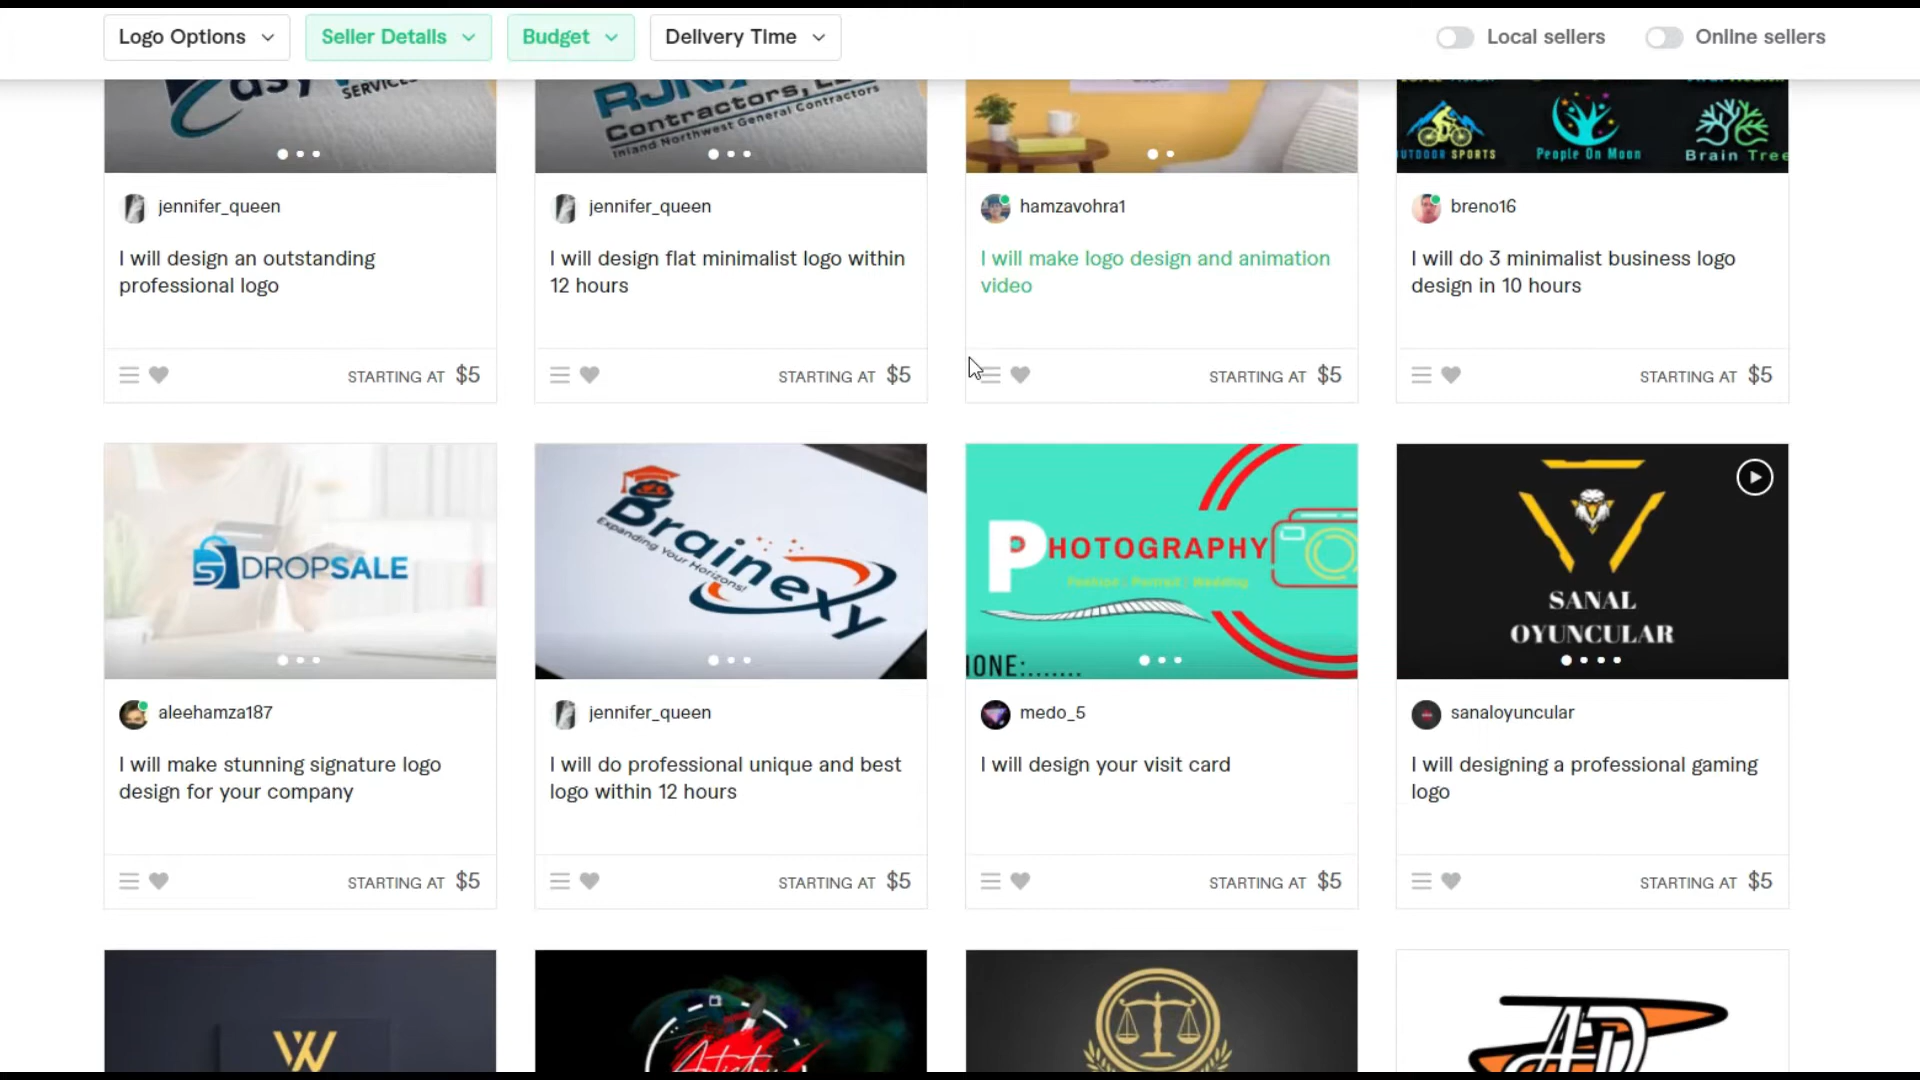 Logo Options
Seller Details
Budget
Delivery Time
Local sellers
Online sellers
SERVICES
Contractors, L
Inland Northwest General Contractors
OUTDOOR SPORTS
People On Moon
Brain Tree
jennifer_queen
jennifer_queen
hamzavohra1
breno16
I will design an outstanding
professional logo
I will design flat minimalist logo within
12 hours
I will make logo design and animation
video
I will do 3 minimalist business logo
design in 10 hours
STARTING AT $5
STARTING AT $5
STARTING AT $5
STARTING AT $5
DROPSALE
Brainexy
Expanding Your Horizons!
PHOTOGRAPHY
SANAL
OYUNCULAR
IONE:.......
aleehamza187
jennifer_queen
medo_5
sanaloyuncular
I will make stunning signature logo
design for your company
I will do professional unique and best
logo within 12 hours
I will design your visit card
I will designing a professional gaming
logo
STARTING AT $5
STARTING AT $5
STARTING AT $5
STARTING AT $5
AD